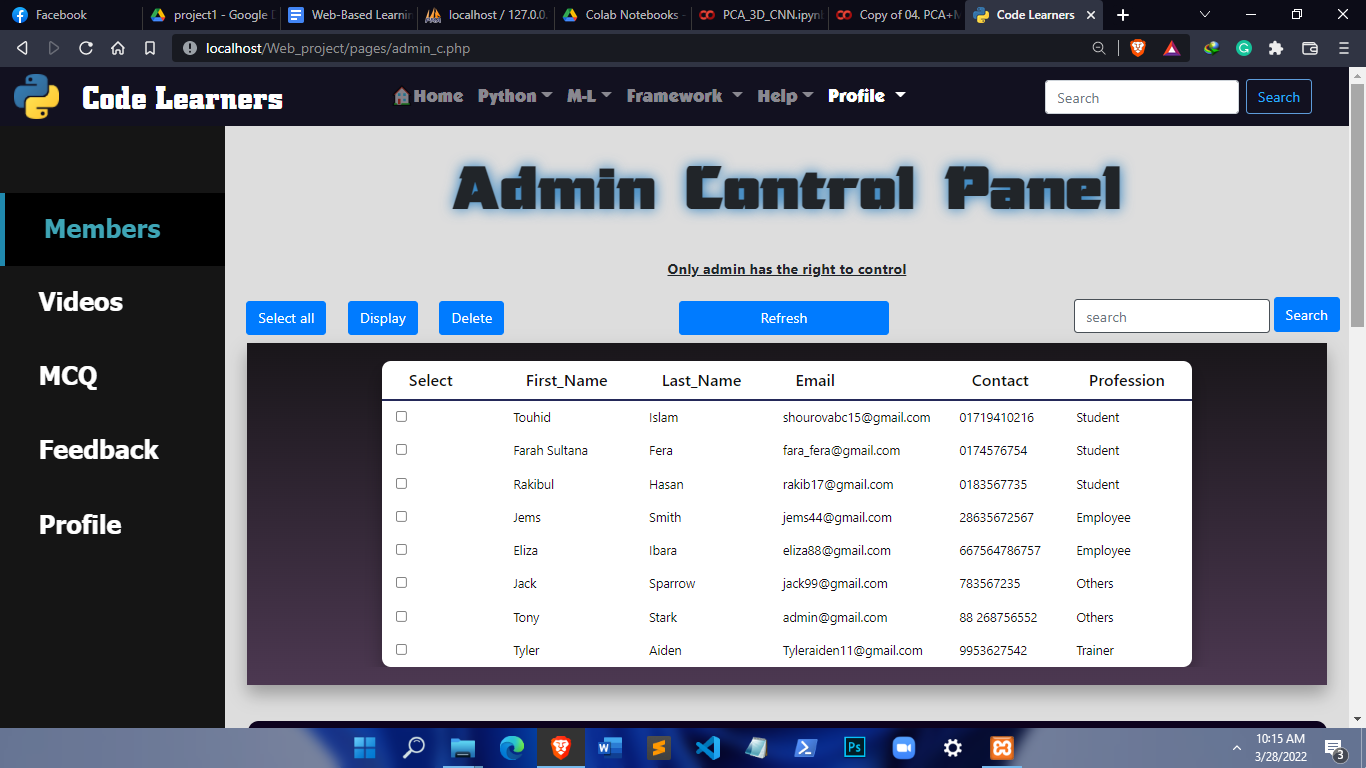 Facebook
project1 - Google D
Web-Based Learnin
localhost / 127.0.0.
Colab Notebooks -
PCA_3D_CNN.ipynb
Copy of 04. PCA+M
Code Learners
localhost/Web_project/pages/admin_c.php
Code Learners
Home Python M-L Framework Help Profile
Search
Search
Admin Control Panel
Members
Only admin has the right to control
Videos
Select all
Display
Delete
Refresh
search
Search
MCQ
Feedback
Profile
Select First_Name Last_Name Email Contact Profession
Touhid Islam shourovabc15@gmail.com 01719410216 Student
Farah Sultana Fera fara_fera@gmail.com 0174576754 Student
Rakibul Hasan rakib17@gmail.com 0183567735 Student
Jems Smith jems44@gmail.com 28635672567 Employee
Eliza Ibara eliza88@gmail.com 667564786757 Employee
Jack Sparrow jack99@gmail.com 783567235 Others
Tony Stark admin@gmail.com 88 268756552 Others
Tyler Aiden Tyleraiden11@gmail.com 9953627542 Trainer
Ps
10:15 AM
3/28/2022
3